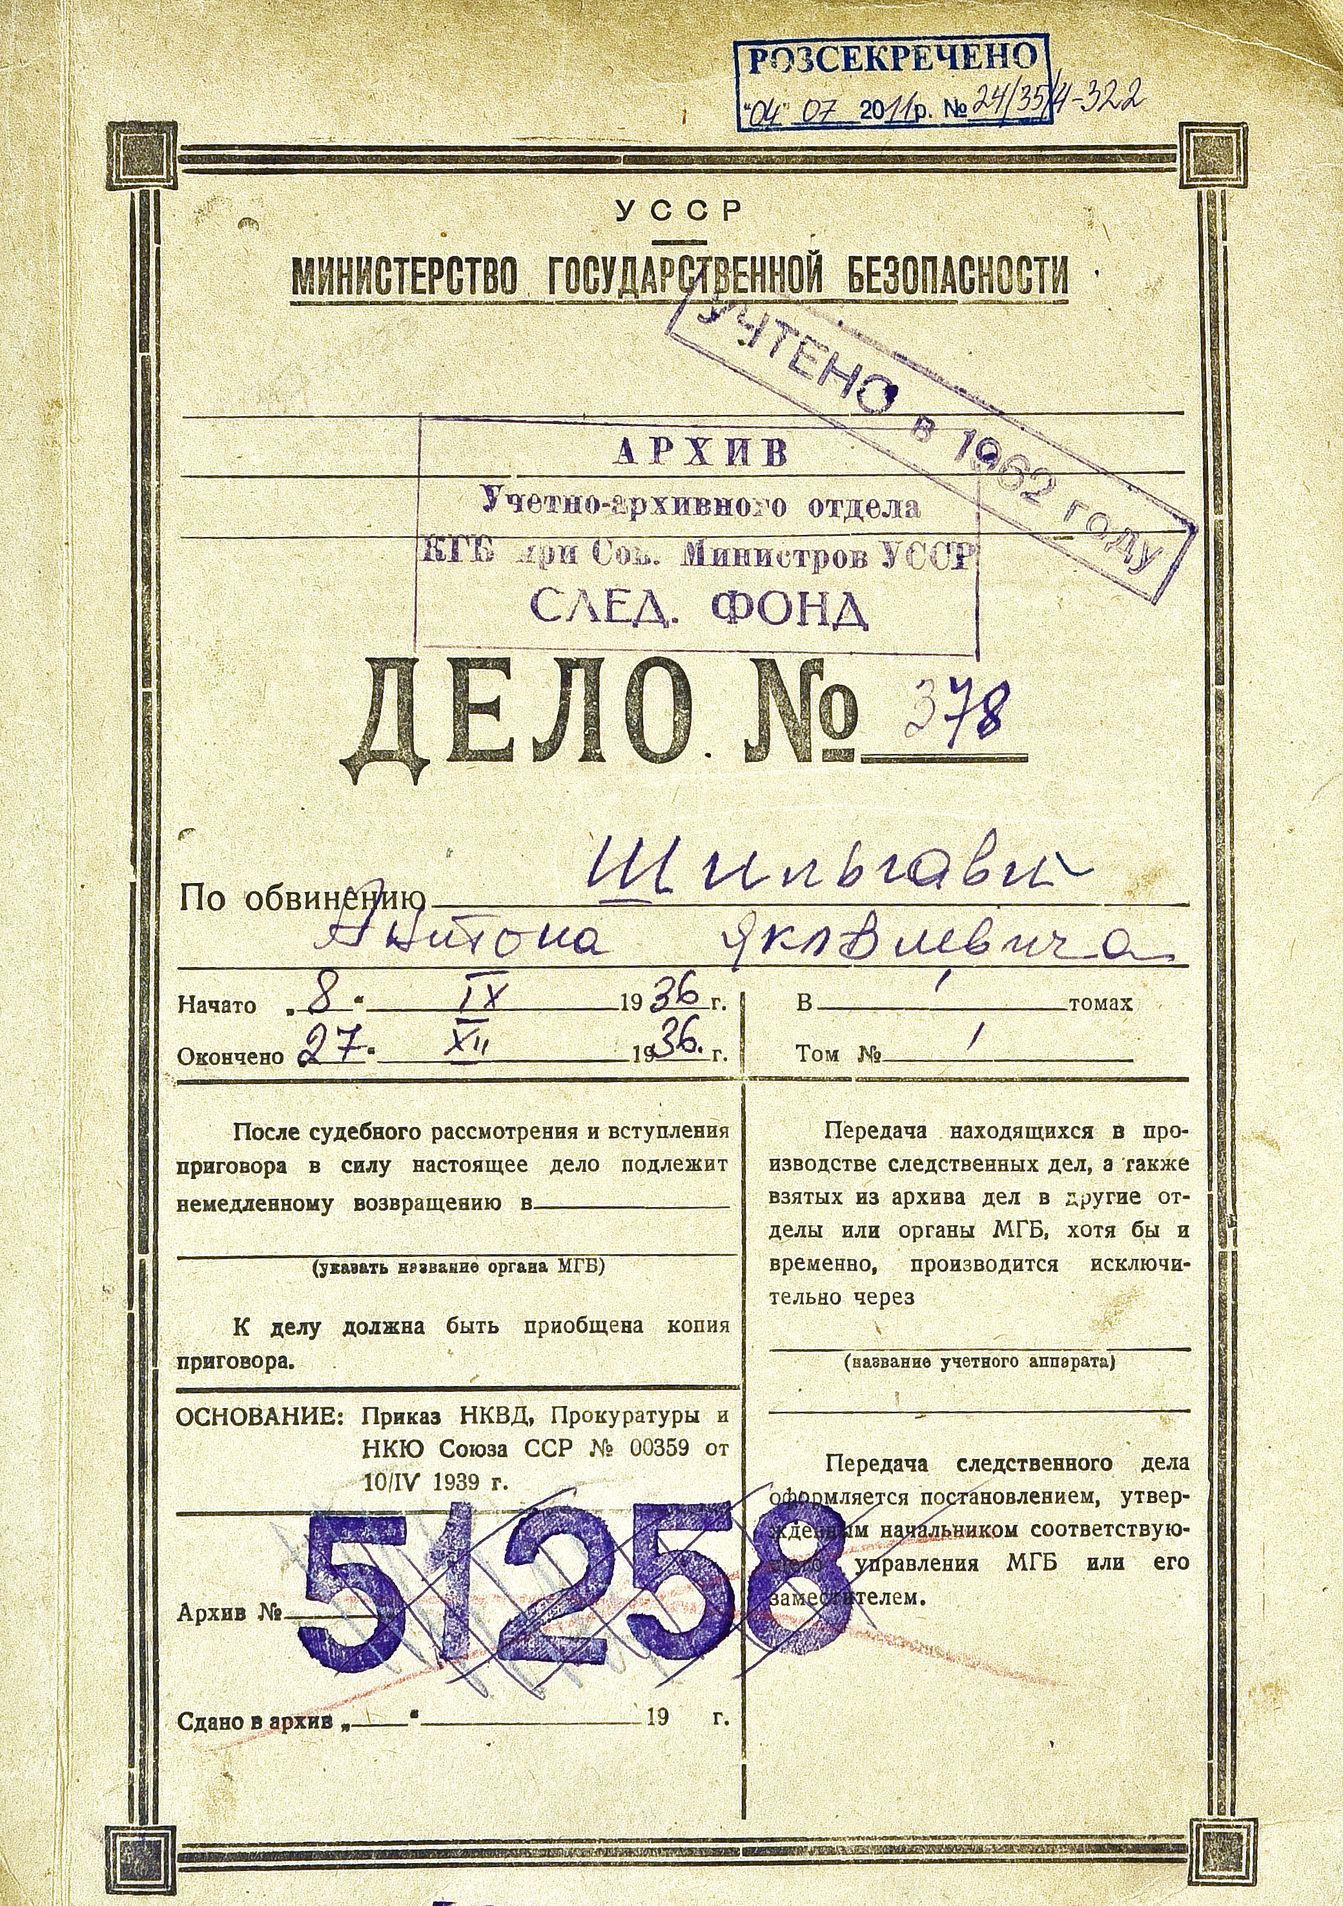 РОЗСЕКРЕЧЕНО
"04" 07 2011р. № 24/35/4-322
УССР
МИНИСТЕРСТВО ГОСУДАРСТВЕННОЙ БЕЗОПАСНОСТИ
УЧТЕНО в 1962 году
АРХИВ
Учетно-архивного отдела
КГБ при Сов. Министров УССР
СЛЕД. ФОНД
ДЕЛО № 378
По обвинению Шильгави
Антона Яковлевича
Начато „8“ IX 1936 г.
Окончено 27“ XII 1936. г.
В 1 томах
Том № 1
После судебного рассмотрения и вступления
приговора в силу настоящее дело подлежит
немедленному возвращению в
(указать название органа МГБ)
К делу должна быть приобщена копия
приговора.
ОСНОВАНИЕ: Приказ НКВД, Прокуратуры и
НКЮ Союза ССР № 00359 от
10/IV 1939 г.
Архив № 51258
Сдано в архив „ “ 19 г.
Передача находящихся в про-
изводстве следственных дел, а также
взятых из архива дел в другие от-
делы или органы МГБ, хотя бы и
временно, производится исключи-
тельно через
(название учетного аппарата)
Передача следственного дела
оформляется постановлением, утвер-
жденным начальником соответствую-
щего управления МГБ или его
заместителем.